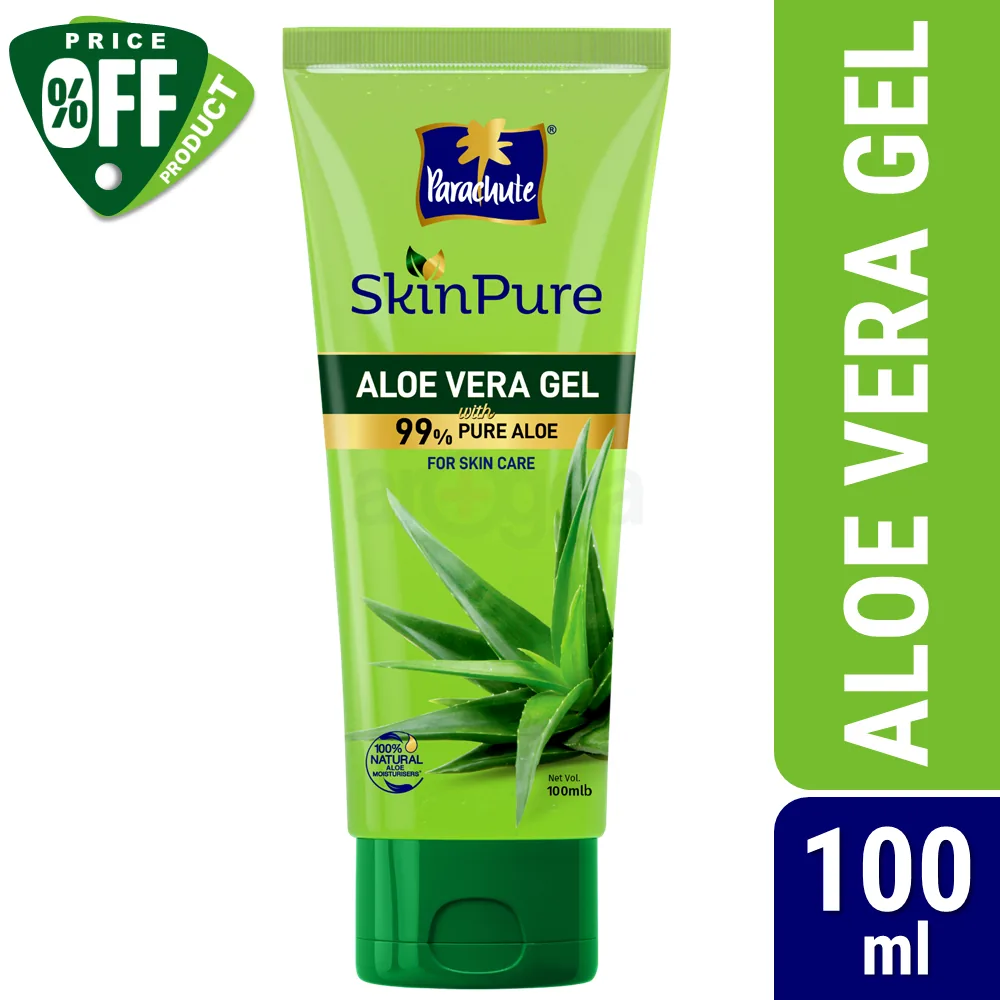 PRICE
%OFF
PRODUCT
Parachute®
SkinPure
ALOE VERA GEL
with
99% PURE ALOE
FOR SKIN CARE
arogga
100%
NATURAL
ALOE
MOISTURISERS*
Net Vol.
100mlb
ALOE VERA GEL
100
ml